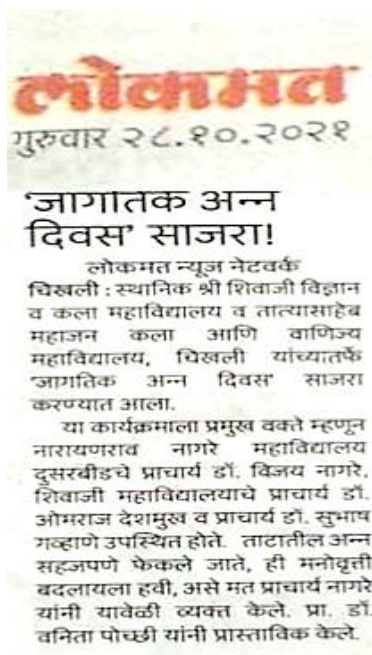 लोकमत
गुरुवार २८.१०.२०२१
'जागतिक अन्न
दिवस' साजरा!
लोकमत न्यूज नेटवर्क
चिखली : स्थानिक श्री शिवाजी विज्ञान
व कला महाविद्यालय व तात्यासाहेब
महाजन कला आणि वाणिज्य
महाविद्यालय, चिखली यांच्यातर्फे
'जागतिक अन्न दिवस' साजरा
करण्यात आला.
या कार्यक्रमाला प्रमुख वक्ते म्हणून
नारायणराव नागरे महाविद्यालय
दुसरबीडचे प्राचार्य डॉ. विजय नागरे,
शिवाजी महाविद्यालयाचे प्राचार्य डॉ.
ओमराज देशमुख व प्राचार्य डॉ. सुभाष
गव्हाणे उपस्थित होते. ताटातील अन्न
सहजपणे फेकले जाते, ही मनोवृत्ती
बदलायला हवी, असे मत प्राचार्य नागरे
यांनी यावेळी व्यक्त केले. प्रा. डॉ.
वनिता पोच्छी यांनी प्रास्ताविक केले.